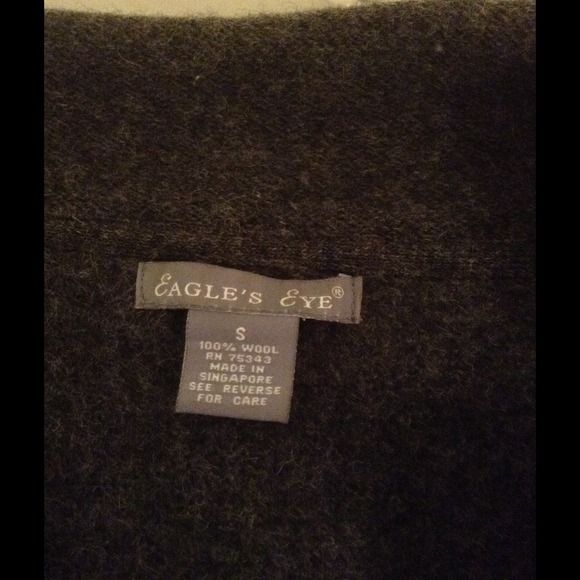 EAGLE'S EYE®
S
100% WOOL
RN 75343
MADE IN
SINGAPORE
SEE REVERSE
FOR CARE